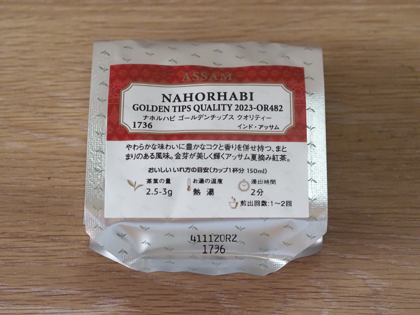 ASSAM
NAHORHABI
GOLDEN TIPS QUALITY 2023-OR482
ナホルハビ ゴールデンチップス クオリティー
1736 インド・アッサム
やわらかな味わいに豊かなコクと香りを併せ持つ、まと
まりのある風味。金芽が美しく輝くアッサム夏摘み紅茶。
おいしいいれ方の目安(カップ1杯分 150ml)
茶葉の量 お湯の温度 浸出時間
2.5-3g 熱湯 2分
煎出回数:1~2回
41112OR2
1736